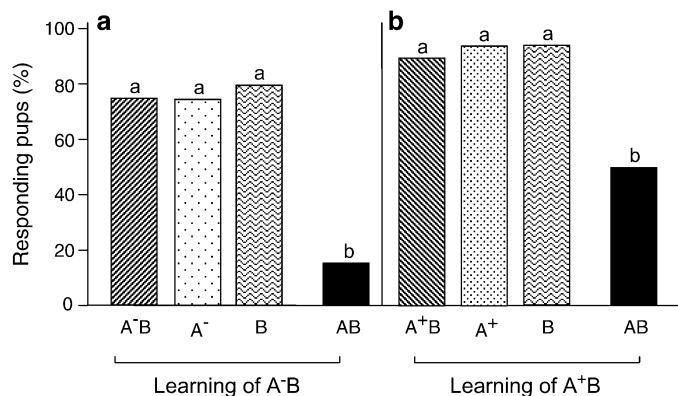 a
b
100
80
60
40
20
0
Responding pups (%)
a a a b
a a a b
A⁻B A⁻ B AB A⁺B A⁺ B AB
Learning of A⁻B Learning of A⁺B